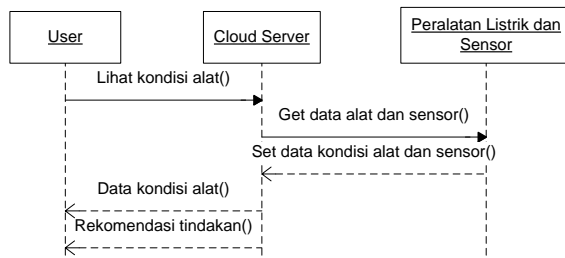 User
Cloud Server
Peralatan Listrik dan
Sensor
Lihat kondisi alat()
Get data alat dan sensor()
Set data kondisi alat dan sensor()
Data kondisi alat()
Rekomendasi tindakan()